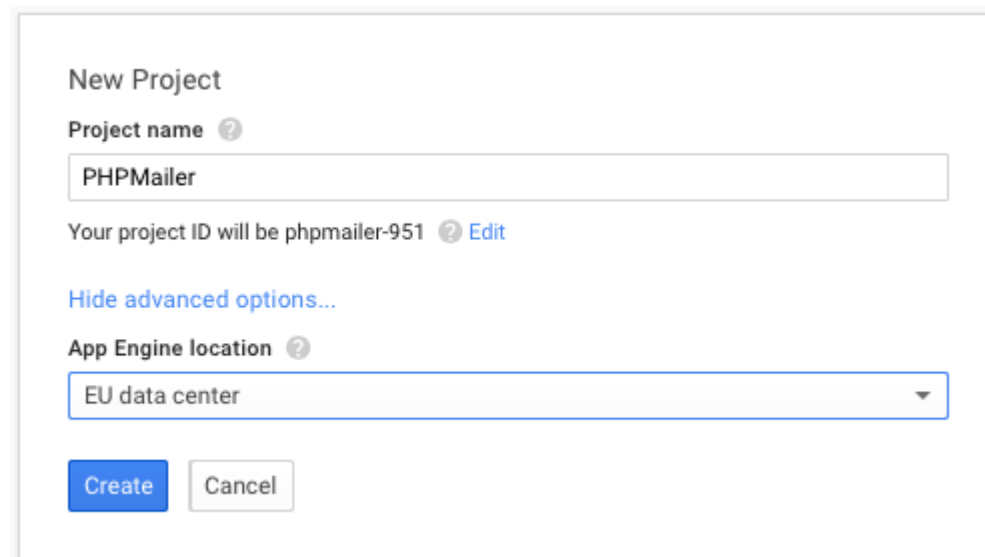 New Project
Project name ?
PHPMailer
Your project ID will be phpmailer-951 ? Edit
Hide advanced options...
App Engine location ?
EU data center
Create Cancel